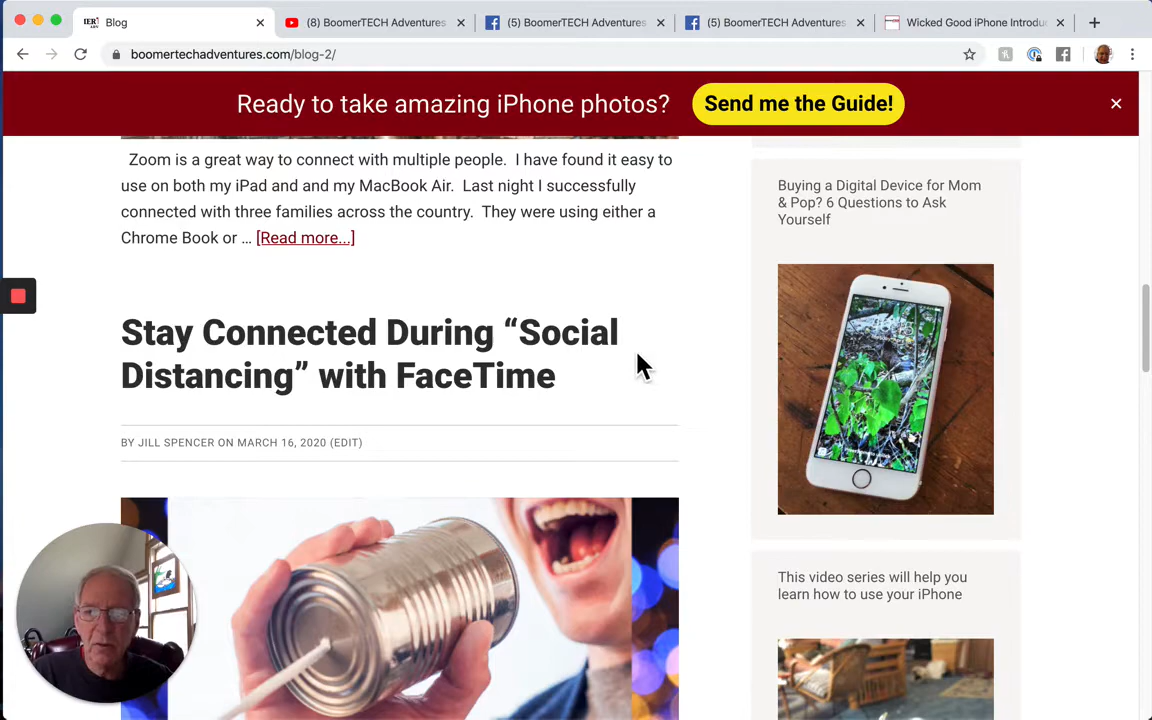 Blog
(8) BoomerTECH Adventures
(5) BoomerTECH Adventures
(5) BoomerTECH Adventures
Wicked Good iPhone Introdu
boomertechadventures.com/blog-2/
Ready to take amazing iPhone photos?
Send me the Guide!
Zoom is a great way to connect with multiple people. I have found it easy to
use on both my iPad and and my MacBook Air. Last night I successfully
connected with three families across the country. They were using either a
Chrome Book or … [Read more...]
Stay Connected During “Social
Distancing” with FaceTime
BY JILL SPENCER ON MARCH 16, 2020 (EDIT)
Buying a Digital Device for Mom
& Pop? 6 Questions to Ask
Yourself
This video series will help you
learn how to use your iPhone